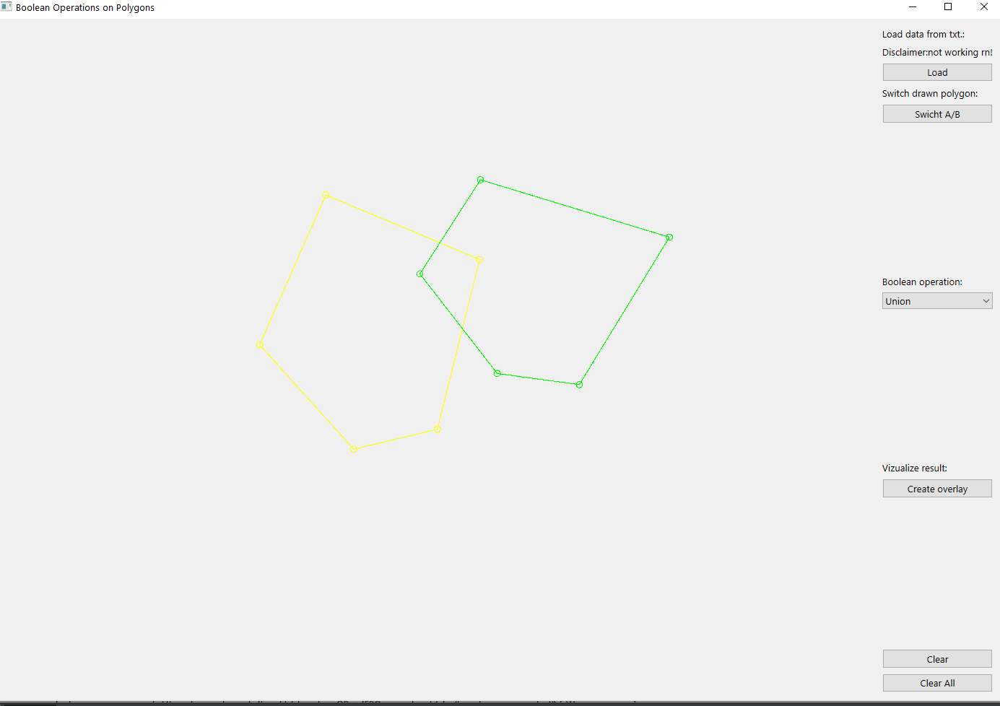 Boolean Operations on Polygons
Load data from txt.:
Disclaimer:not working rn!
Load
Switch drawn polygon:
Swicht A/B
Boolean operation:
Union
Vizualize result:
Create overlay
Clear
Clear All